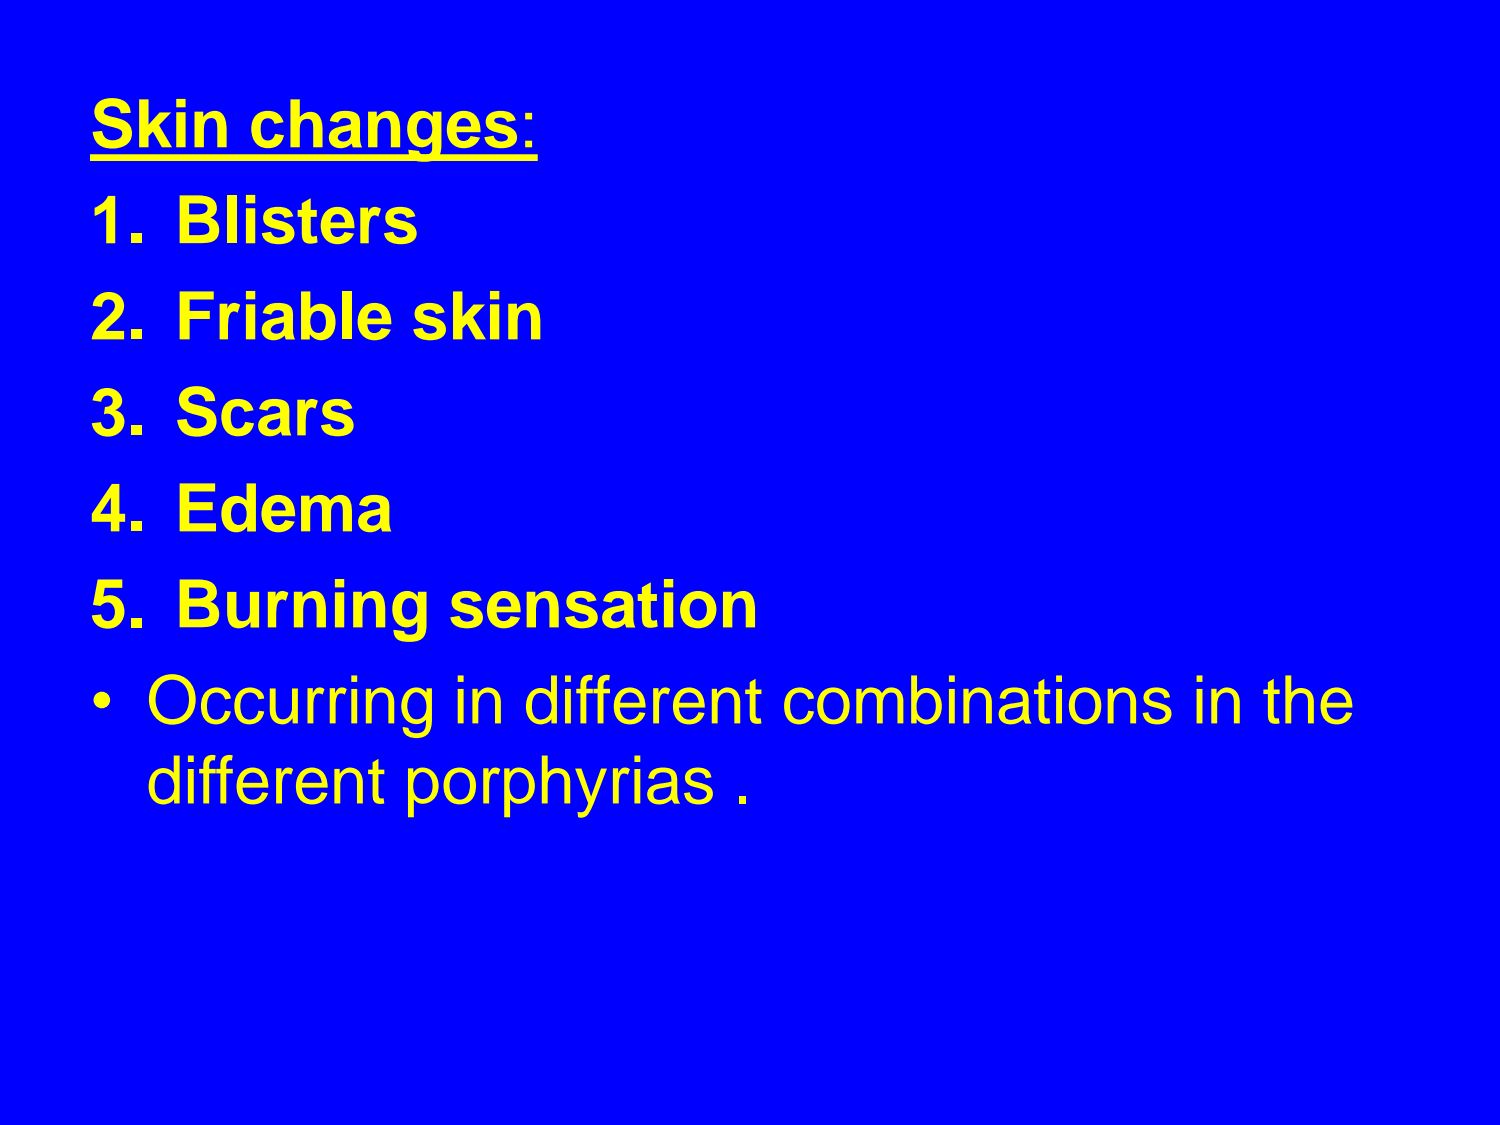 Skin changes:
1. Blisters
2. Friable skin
3. Scars
4. Edema
5. Burning sensation
• Occurring in different combinations in the
different porphyrias .